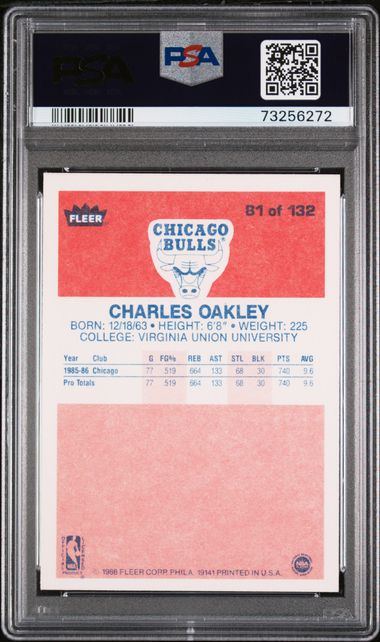 PSA
PSA
73256272
FLEER
81 of 132
CHICAGO
BULLS
CHARLES OAKLEY
BORN: 12/18/63 • HEIGHT: 6'8" • WEIGHT: 225
COLLEGE: VIRGINIA UNION UNIVERSITY
Year Club G FG% REB AST STL BLK PTS AVG
1985-86 Chicago 77 .519 664 133 68 30 740 9.6
Pro Totals 77 .519 664 133 68 30 740 9.6
© 1986 FLEER CORP. PHILA. 19141 PRINTED IN U.S.A.